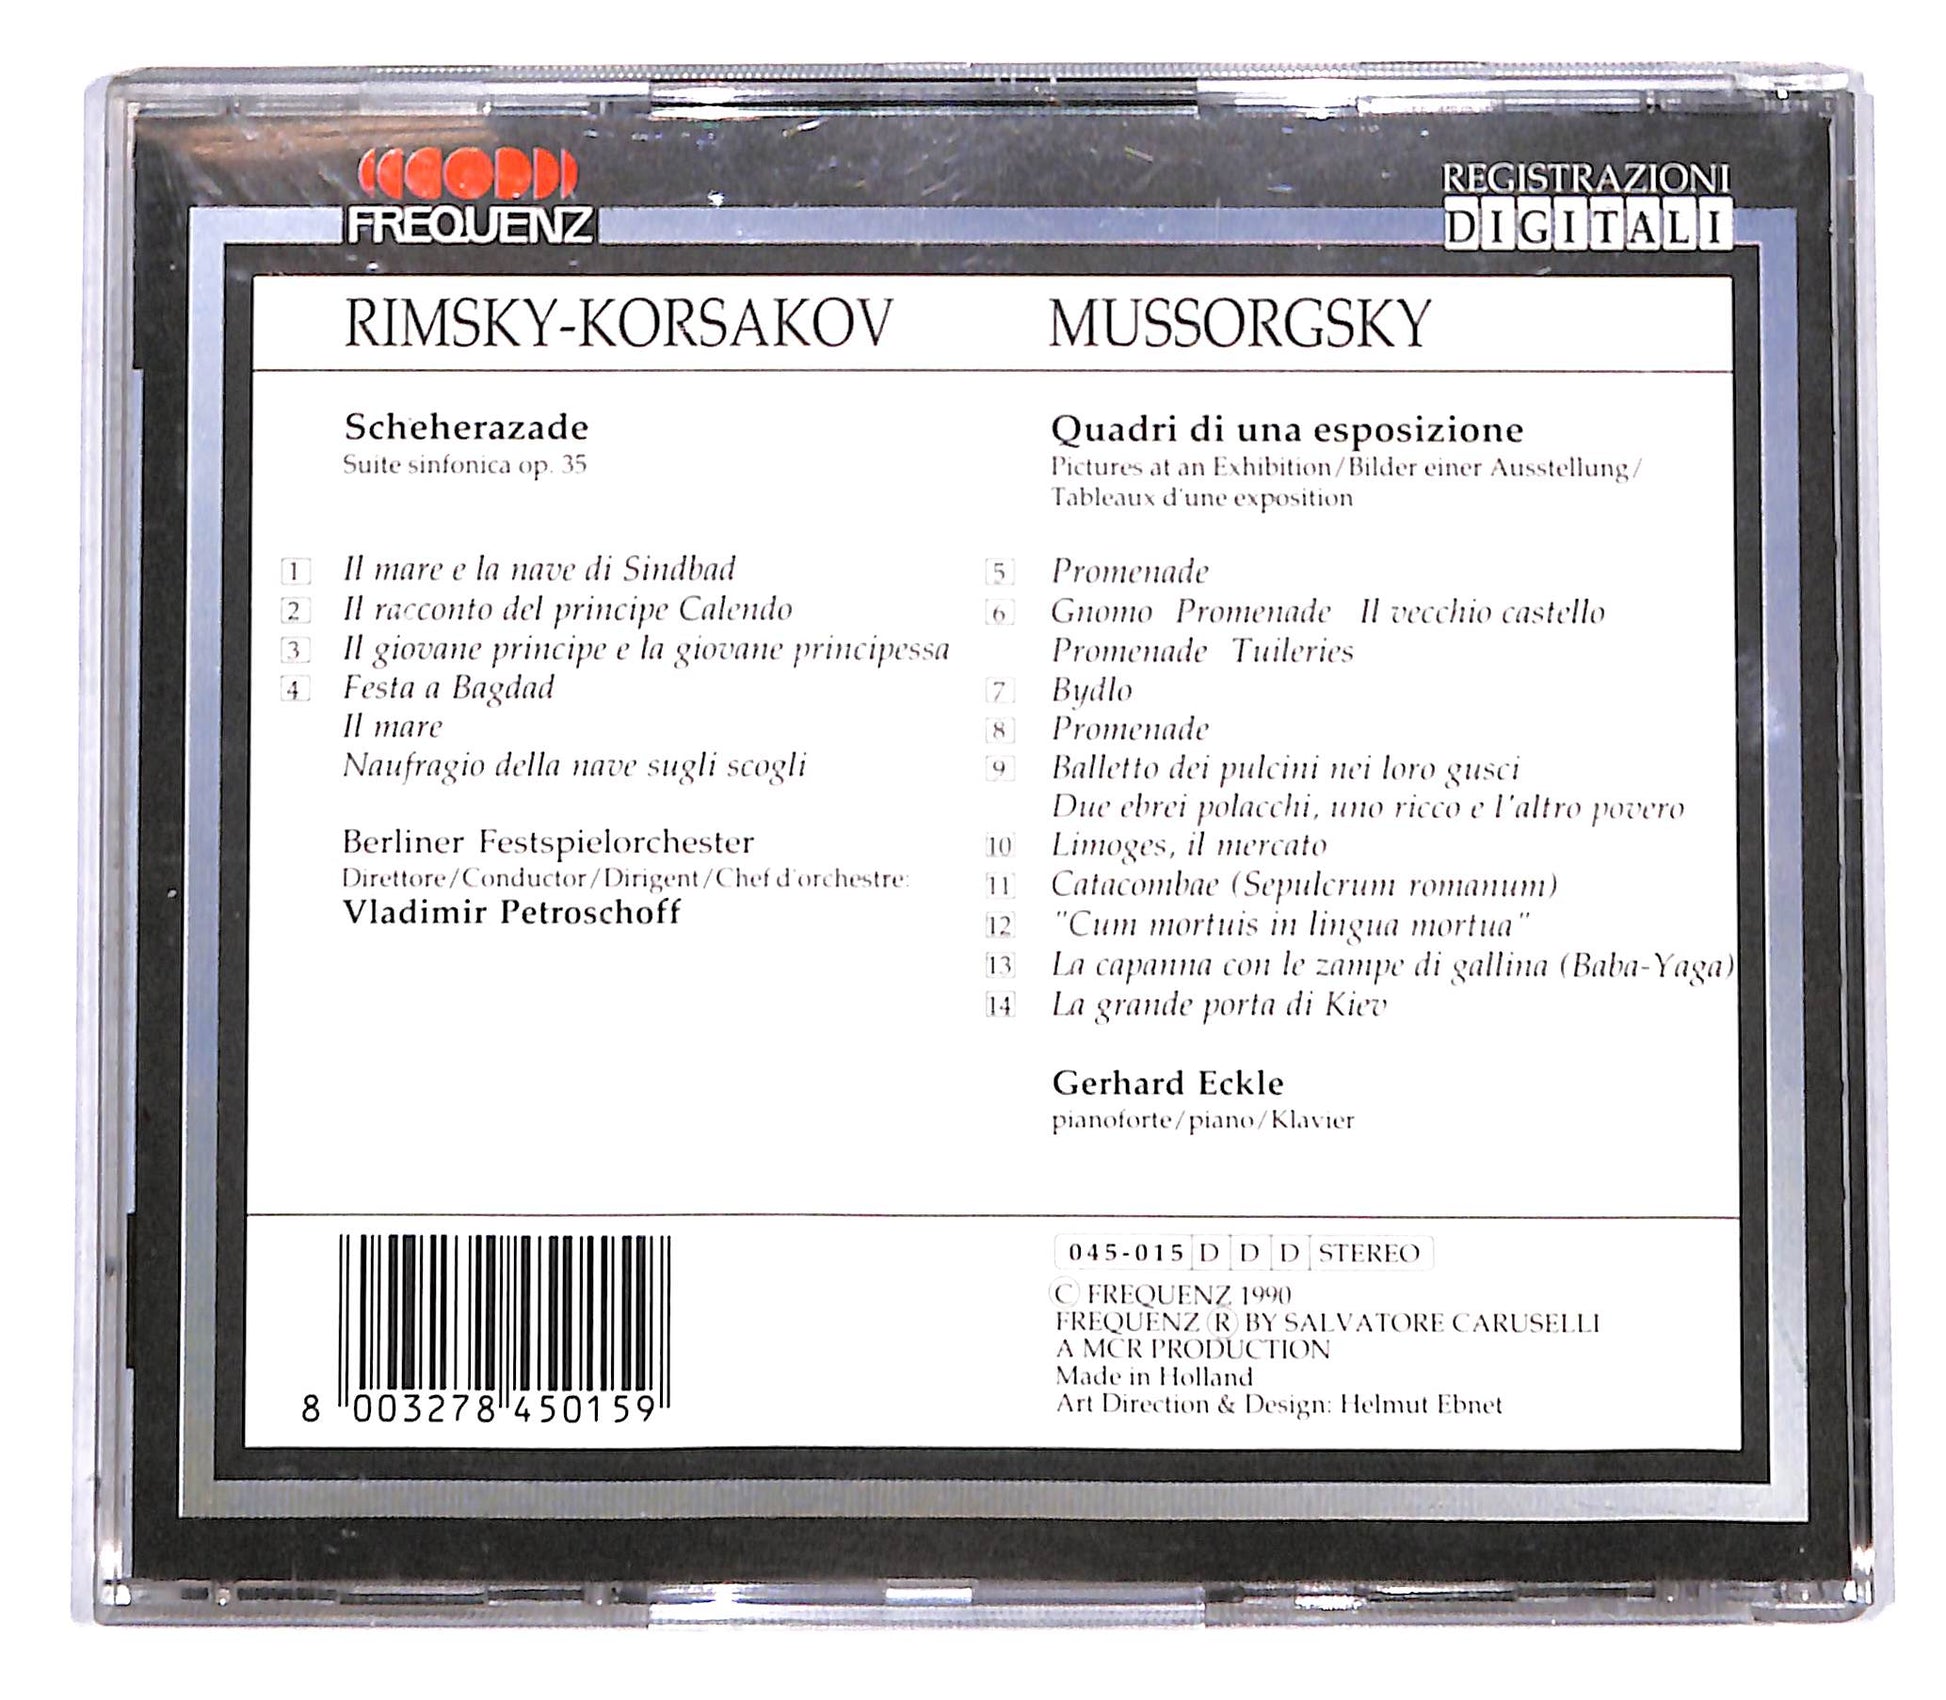 FREQUENZ
REGISTRAZIONI
DIGITALI
RIMSKY-KORSAKOV
Scheherazade
Suite sinfonica op. 35
1 Il mare e la nave di Sindbad
2 Il racconto del principe Calendo
3 Il giovane principe e la giovane principessa
4 Festa a Bagdad
Il mare
Naufragio della nave sugli scogli
Berliner Festspielorchester
Direttore/Conductor/Dirigent/Chef d'orchestre:
Vladimir Petroschoff
MUSSORGSKY
Quadri di una esposizione
Pictures at an Exhibition/Bilder einer Ausstellung/
Tableaux d'une exposition
5 Promenade
6 Gnomo Promenade Il vecchio castello
Promenade Tuileries
7 Bydlo
8 Promenade
9 Balletto dei pulcini nei loro gusci
Due ebrei polacchi, uno ricco e l'altro povero
10 Limoges, il mercato
11 Catacombae (Sepulcrum romanum)
12 "Cum mortuis in lingua mortua"
13 La capanna con le zampe di gallina (Baba-Yaga)
14 La grande porta di Kiev
Gerhard Eckle
pianoforte/piano/Klavier
8 003278 450159
045-015 D D D STEREO
© FREQUENZ 1990
FREQUENZ ® BY SALVATORE CARUSELLI
A MCR PRODUCTION
Made in Holland
Art Direction & Design: Helmut Ebnet